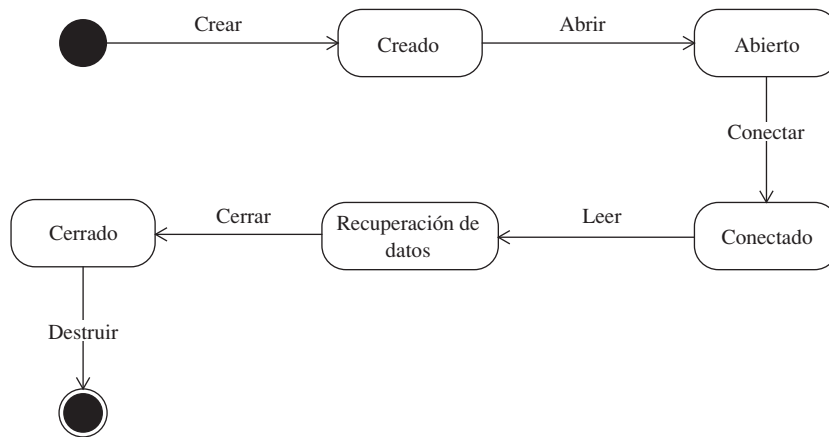 Crear
Creado
Abrir
Abierto
Conectar
Cerrado
Cerrar
Recuperación de
datos
Leer
Conectado
Destruir